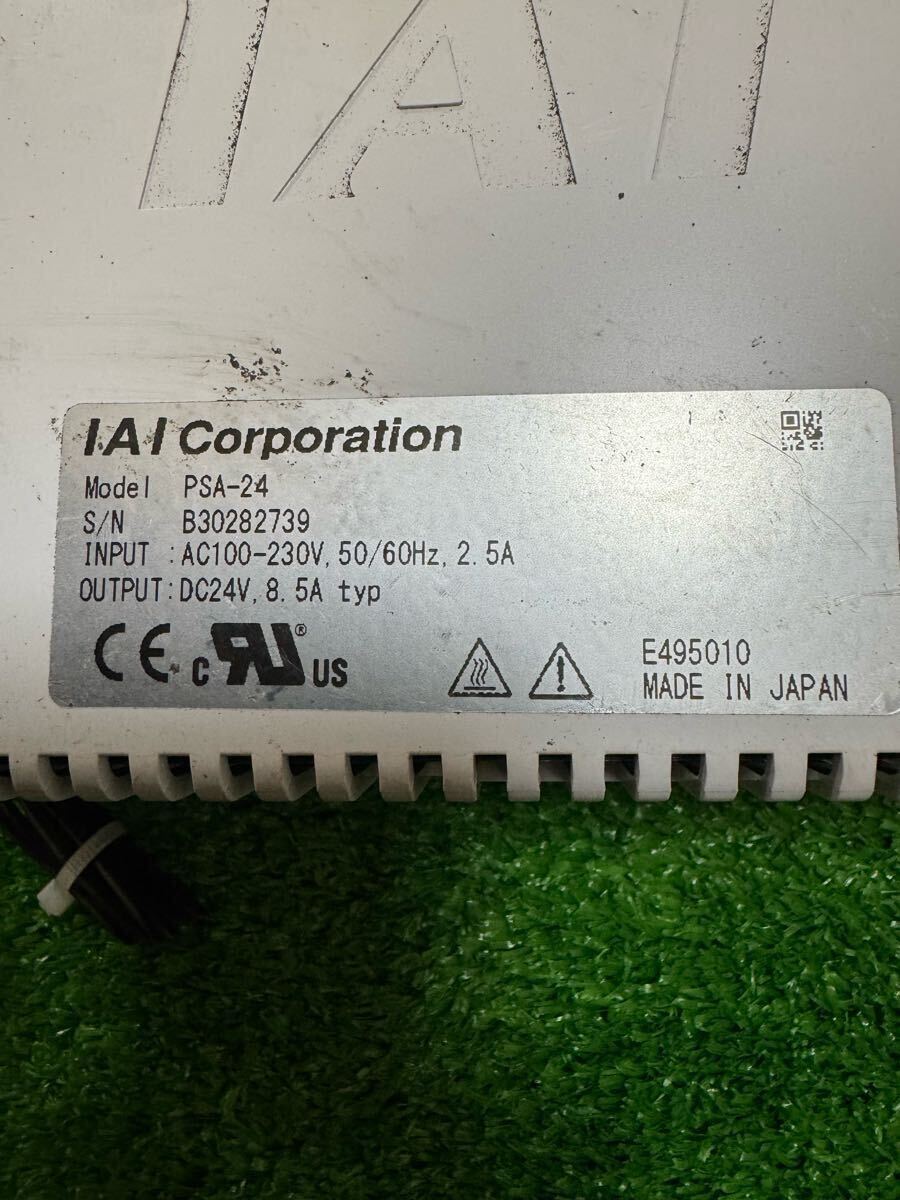 IAI
IAI Corporation
Model PSA-24
S/N B30282739
INPUT :AC100-230V, 50/60Hz, 2.5A
OUTPUT:DC24V, 8.5A typ
CE c RU ® US
E495010
MADE IN JAPAN